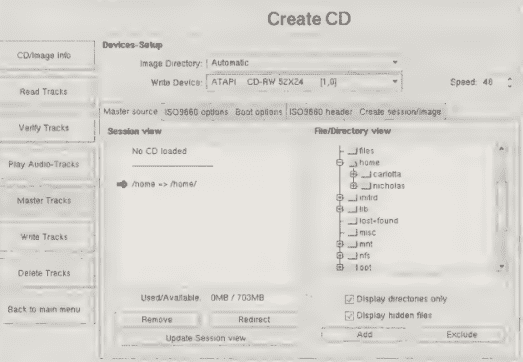 Create CD
CD/Image Info
Read Tracks
Verify Tracks
Play Audio-Tracks
Master Tracks
Write Tracks
Delete Tracks
Back to main menu
Devices-Setup
Image Directory: Automatic
Write Device: ATAPI CD-RW 52X24 [1,0] Speed: 48
Master source ISO9660 options Boot options ISO9660 header Create session/image
Session view
No CD loaded
/home => /home/
Used/Available: 0MB / 703MB
Remove Redirect
Update Session view
File/Directory view
files
home
carlotta
nicholas
initrd
lib
lost+found
misc
mnt
nfs
opt
Display directories only
Display hidden files
Add Exclude